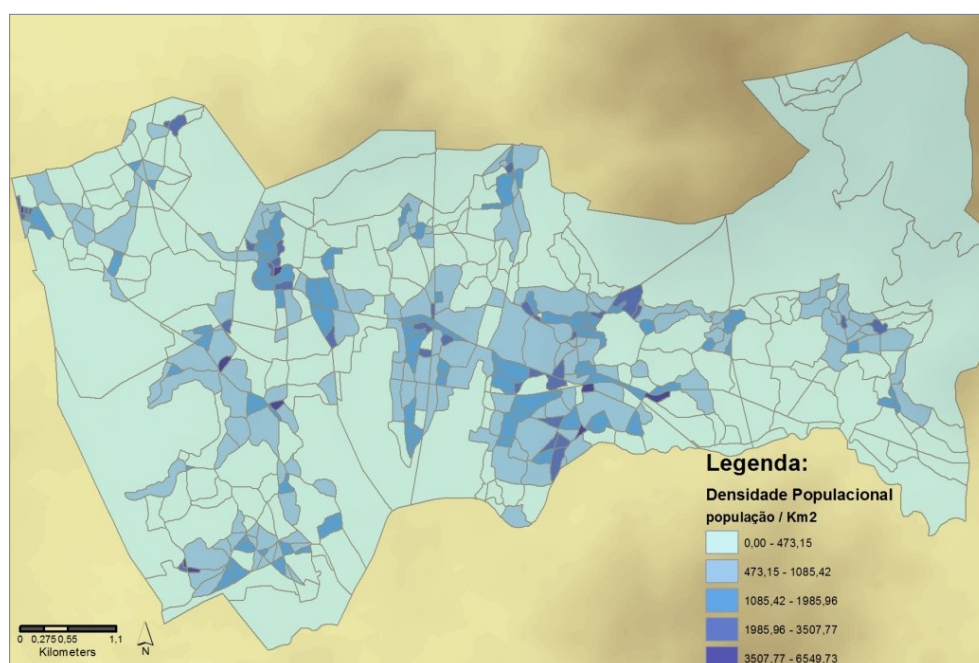 Legenda:
Densidade Populacional
população / Km2
0,00 - 473,15
473,15 - 1085,42
1085,42 - 1985,96
1985,96 - 3507,77
3507,77 - 6549,73
0 0,275 0,55 1,1
Kilometers
N